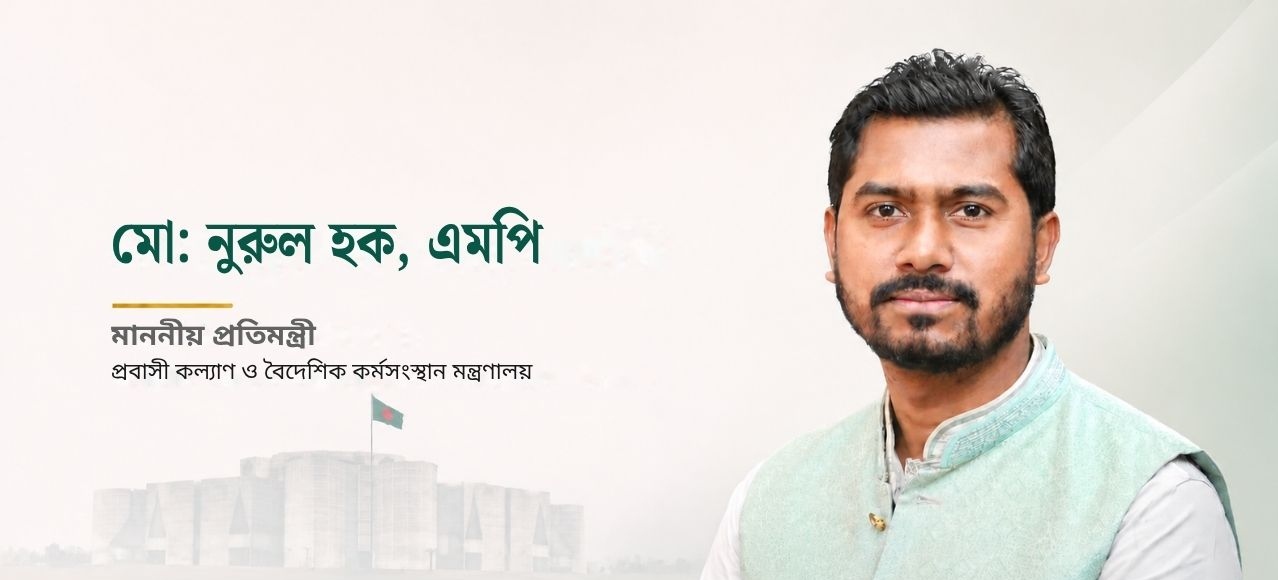 মো: নুরুল হক, এমপি
মাননীয় প্রতিমন্ত্রী
প্রবাসী কল্যাণ ও বৈদেশিক কর্মসংস্থান মন্ত্রণালয়